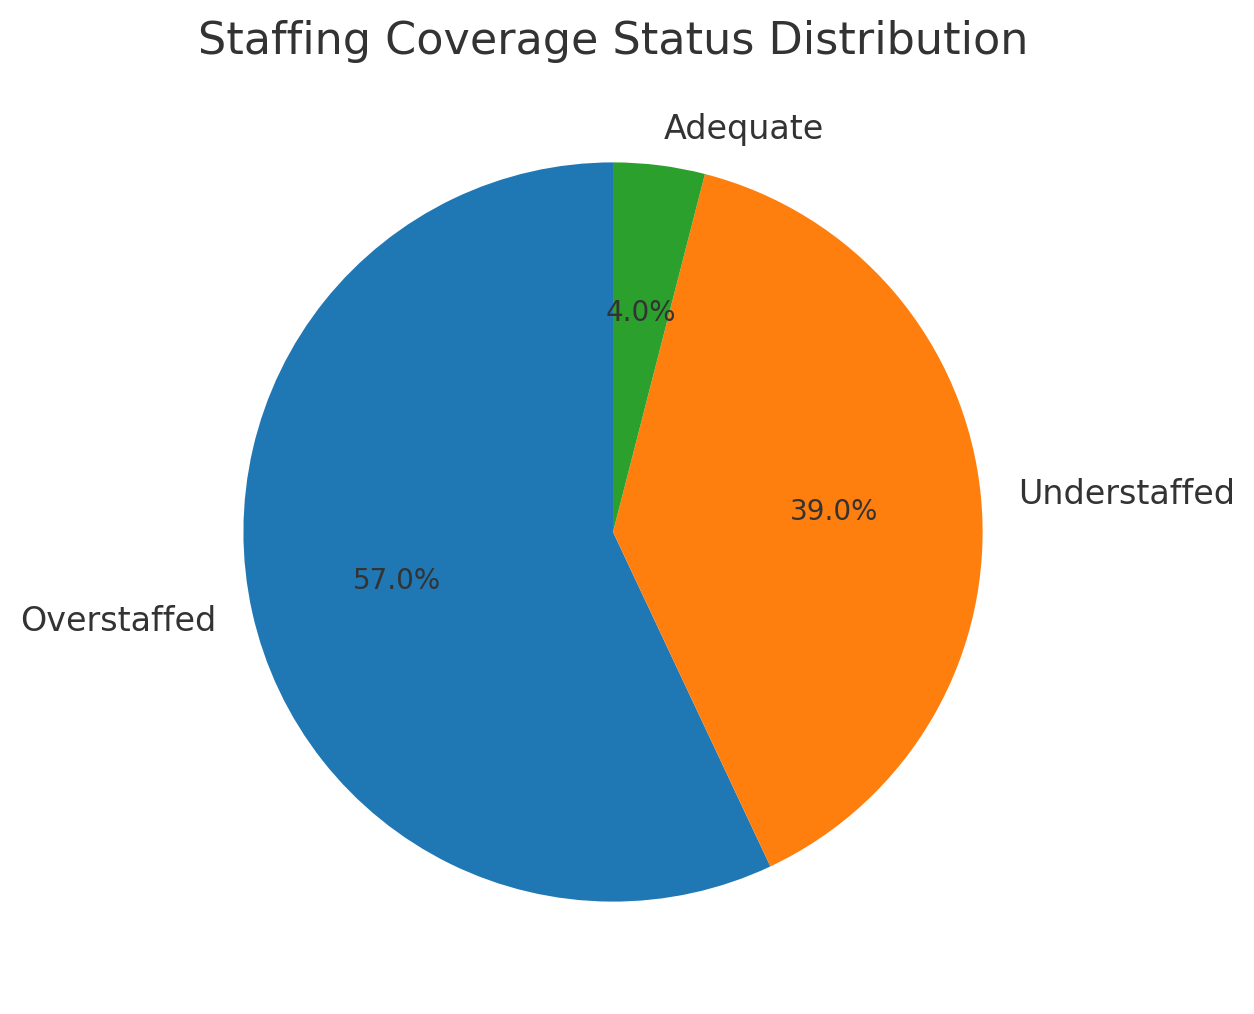 Staffing Coverage Status Distribution
Adequate
4.0%
Understaffed
39.0%
57.0%
Overstaffed